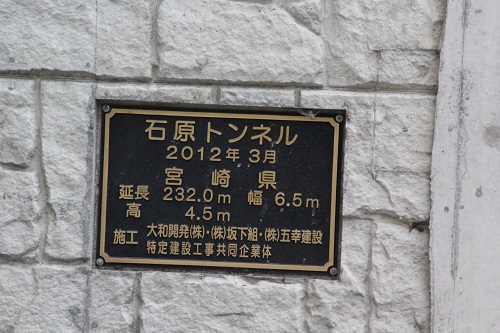 石原トンネル
2012年 3月
宮崎県
延長 232.0m 幅 6.5m
高 4.5m
施工 大和開発(株)・(株)坂下組・(株)五幸建設
特定建設工事共同企業体